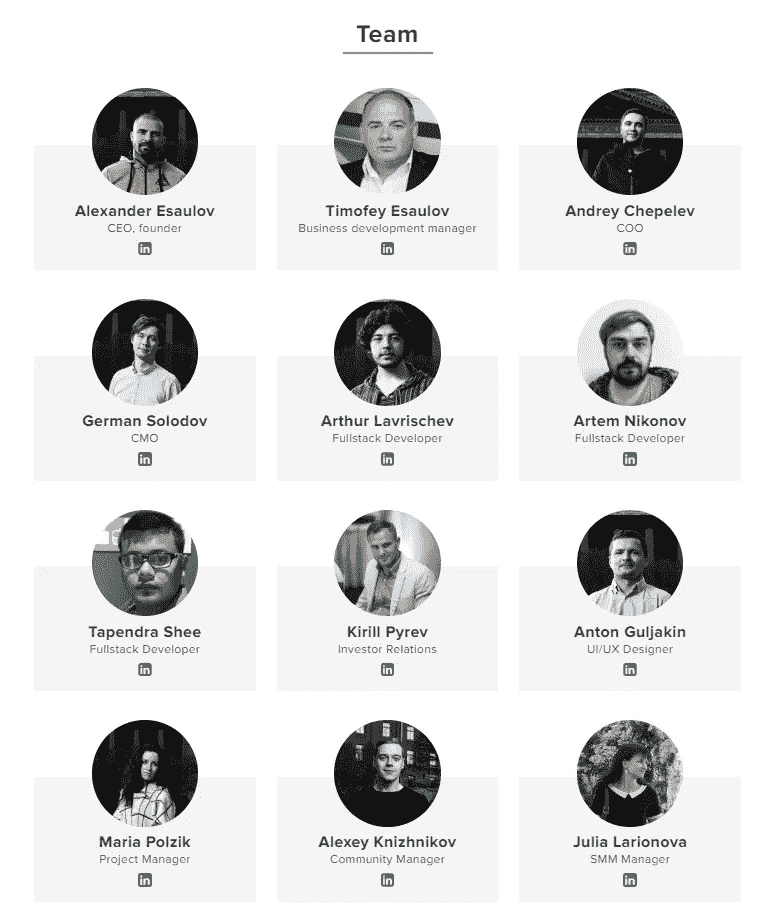 Team
Alexander Esaulov
CEO, founder
in
Timofey Esaulov
Business development manager
in
Andrey Chepelev
COO
in
German Solodov
CMO
in
Arthur Lavrischev
Fullstack Developer
in
Artem Nikonov
Fullstack Developer
in
Tapendra Shee
Fullstack Developer
in
Kirill Pyrev
Investor Relations
in
Anton Guljakin
UI/UX Designer
in
Maria Polzik
Project Manager
in
Alexey Knizhnikov
Community Manager
in
Julia Larionova
SMM Manager
in